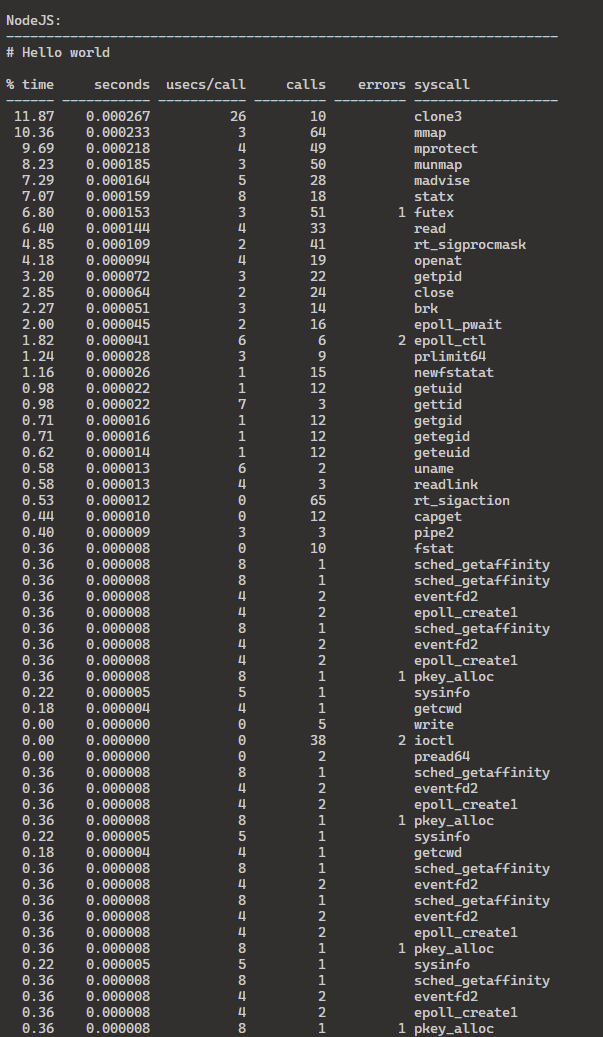 NodeJS:
---------------------------------------------------------------------
# Hello world
% time     seconds  usecs/call     calls    errors syscall
------ ----------- ----------- --------- --------- ------------------
 11.87    0.000267          26        10           clone3
 10.36    0.000233           3        64           mmap
  9.69    0.000218           4        49           mprotect
  8.23    0.000185           3        50           munmap
  7.29    0.000164           5        28           madvise
  7.07    0.000159           8        18           statx
  6.80    0.000153           3        51         1 futex
  6.40    0.000144           4        33           read
  4.85    0.000109           2        41           rt_sigprocmask
  4.18    0.000094           4        19           openat
  3.20    0.000072           3        22           getpid
  2.85    0.000064           2        24           close
  2.27    0.000051           3        14           brk
  2.00    0.000045           2        16           epoll_pwait
  1.82    0.000041           6         6         2 epoll_ctl
  1.24    0.000028           3         9           prlimit64
  1.16    0.000026           1        15           newfstatat
  0.98    0.000022           1        12           getuid
  0.98    0.000022           7         3           gettid
  0.71    0.000016           1        12           getgid
  0.71    0.000016           1        12           getegid
  0.62    0.000014           1        12           geteuid
  0.58    0.000013           6         2           uname
  0.58    0.000013           4         3           readlink
  0.53    0.000012           0        65           rt_sigaction
  0.44    0.000010           0        12           capget
  0.40    0.000009           3         3           pipe2
  0.36    0.000008           0        10           fstat
  0.36    0.000008           8         1           sched_getaffinity
  0.36    0.000008           8         1           sched_getaffinity
  0.36    0.000008           4         2           eventfd2
  0.36    0.000008           4         2           epoll_create1
  0.36    0.000008           8         1           sched_getaffinity
  0.36    0.000008           4         2           eventfd2
  0.36    0.000008           4         2           epoll_create1
  0.36    0.000008           8         1         1 pkey_alloc
  0.22    0.000005           5         1           sysinfo
  0.18    0.000004           4         1           getcwd
  0.00    0.000000           0         5           write
  0.00    0.000000           0        38         2 ioctl
  0.00    0.000000           0         2           pread64
  0.36    0.000008           8         1           sched_getaffinity
  0.36    0.000008           4         2           eventfd2
  0.36    0.000008           4         2           epoll_create1
  0.36    0.000008           8         1         1 pkey_alloc
  0.22    0.000005           5         1           sysinfo
  0.18    0.000004           4         1           getcwd
  0.36    0.000008           8         1           sched_getaffinity
  0.36    0.000008           4         2           eventfd2
  0.36    0.000008           8         1           sched_getaffinity
  0.36    0.000008           4         2           eventfd2
  0.36    0.000008           4         2           epoll_create1
  0.36    0.000008           8         1         1 pkey_alloc
  0.22    0.000005           5         1           sysinfo
  0.36    0.000008           8         1           sched_getaffinity
  0.36    0.000008           4         2           eventfd2
  0.36    0.000008           4         2           epoll_create1
  0.36    0.000008           8         1         1 pkey_alloc